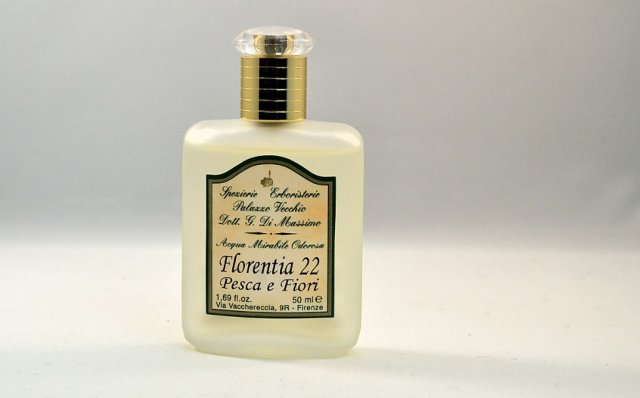 Spezierie Erboristerie
Palazzo Vecchio
Dott. G. Di Massimo
Acqua Mirabile Odorosa
Florentia 22
Pesca e Fiori
1,69 fl.oz. 50 ml e
Via Vacchereccia, 9R - Firenze